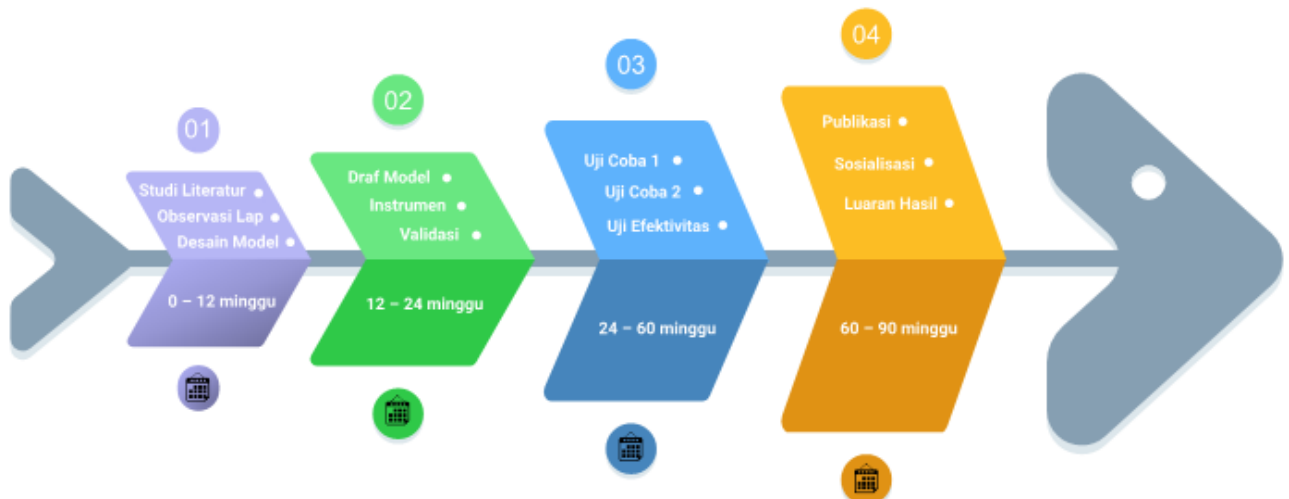 01
Studi Literatur
Observasi Lap
Desain Model
0 – 12 minggu
02
Draf Model
Instrumen
Validasi
12 – 24 minggu
03
Uji Coba 1
Uji Coba 2
Uji Efektivitas
24 – 60 minggu
04
Publikasi
Sosialisasi
Luaran Hasil
60 – 90 minggu